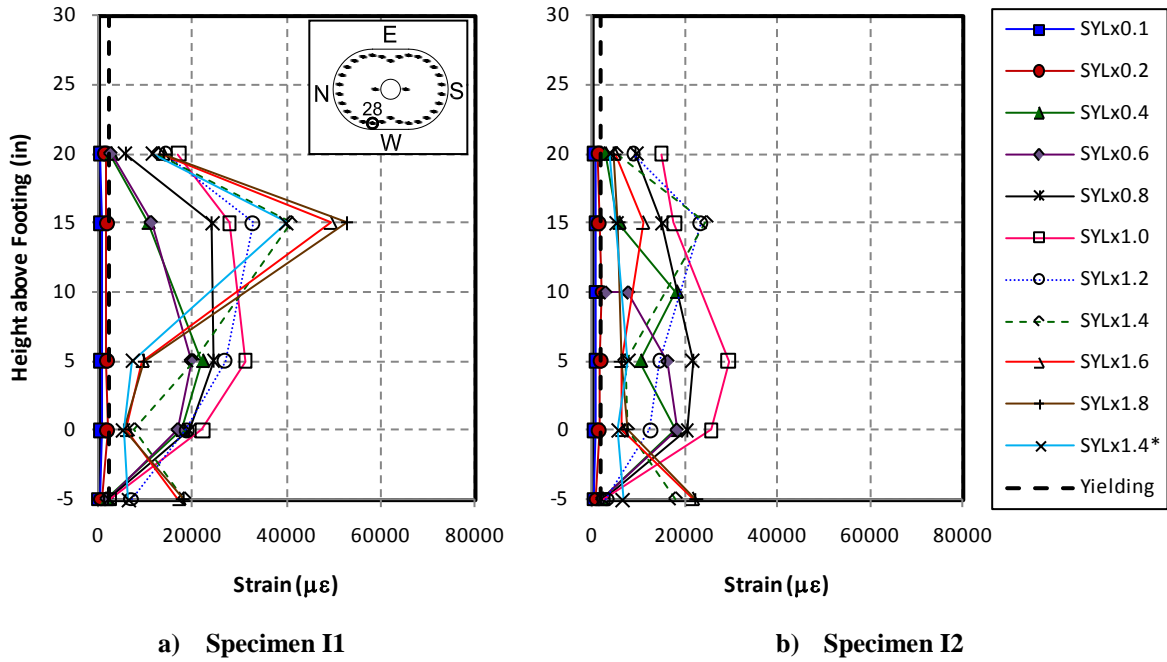 30
25
20
15
10
5
0
-5
Height above Footing (in)
E
N
S
28
W
0
20000
40000
60000
80000
Strain (με)
a) Specimen I1
30
25
20
15
10
5
0
-5
0
20000
40000
60000
80000
Strain (με)
b) Specimen I2
SYLx0.1
SYLx0.2
SYLx0.4
SYLx0.6
SYLx0.8
SYLx1.0
SYLx1.2
SYLx1.4
SYLx1.6
SYLx1.8
SYLx1.4*
Yielding